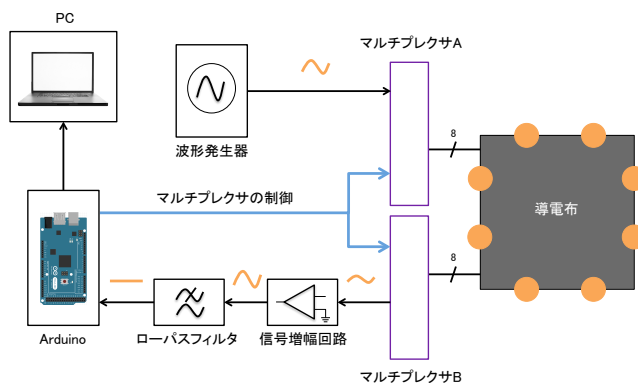 PC
マルチプレクサA
波形発生器
8
導電布
マルチプレクサの制御
8
Arduino
ローパスフィルタ
信号増幅回路
マルチプレクサB